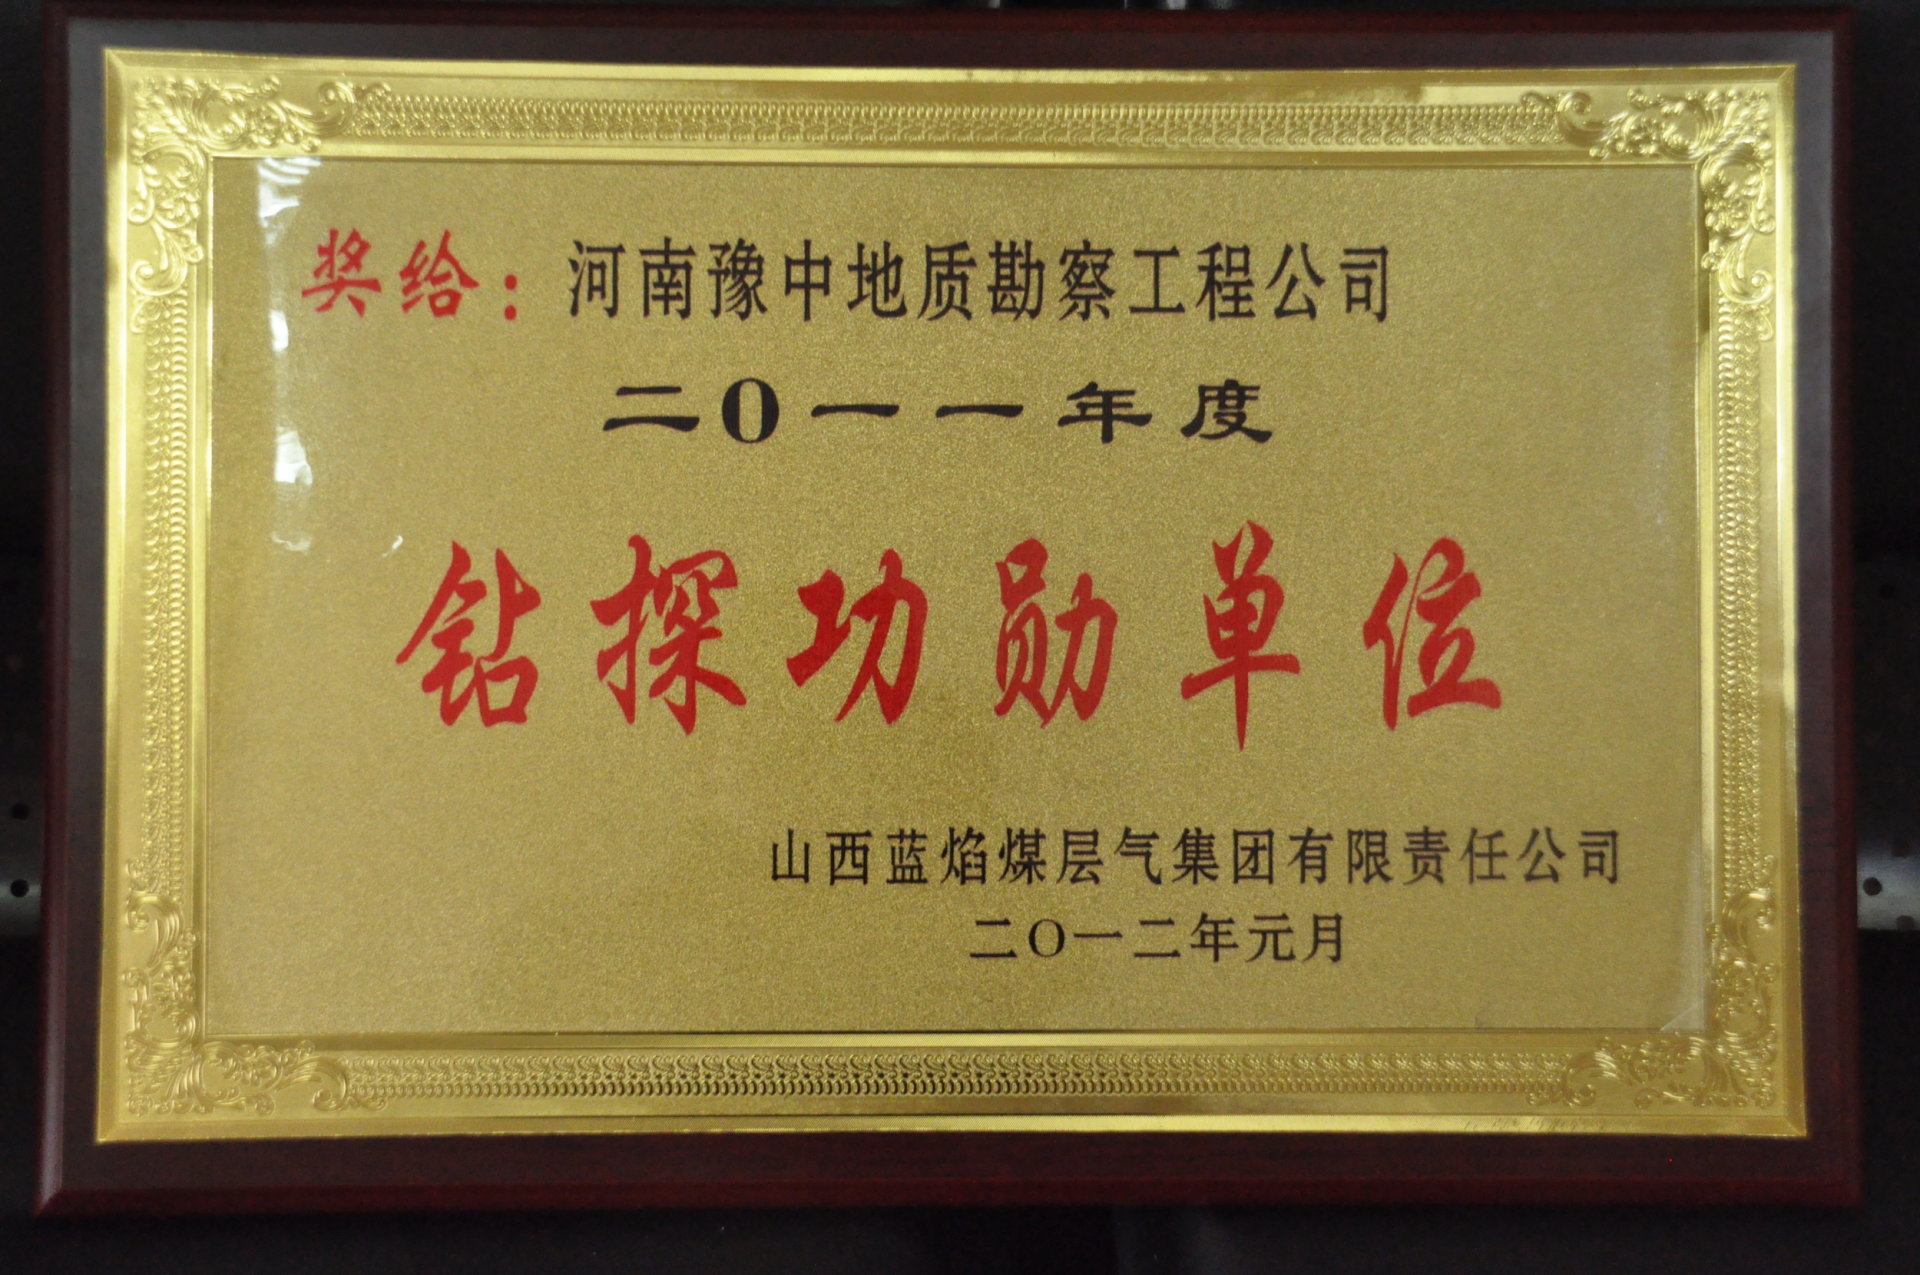 奖给：河南豫中地质勘察工程公司
二0一一年度
钻探功勋单位
山西蓝焰煤层气集团有限责任公司
二O一二年元月